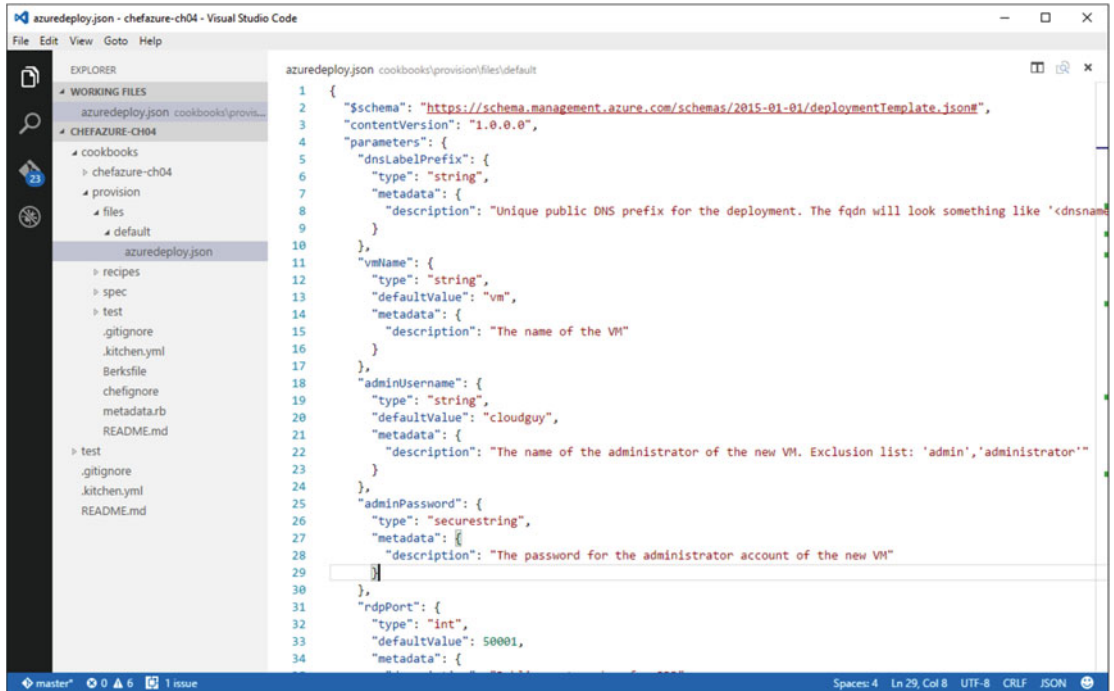 azuredeploy.json - chefazure-ch04 - Visual Studio Code
File Edit View Goto Help
EXPLORER
WORKING FILES
azuredeploy.json cookbooks\provis...
CHEFAZURE-CH04
cookbooks
chefazure-ch04
provision
files
default
azuredeploy.json
recipes
spec
test
.gitignore
.kitchen.yml
Berksfile
chefignore
metadata.rb
README.md
test
.gitignore
.kitchen.yml
README.md
23
azuredeploy.json cookbooks\provision\files\default
1 {
2 "$schema": "https://schema.management.azure.com/schemas/2015-01-01/deploymentTemplate.json#",
3 "contentVersion": "1.0.0.0",
4 "parameters": {
5 "dnsLabelPrefix": {
6 "type": "string",
7 "metadata": {
8 "description": "Unique public DNS prefix for the deployment. The fqdn will look something like '<dnsname
9 }
10 },
11 "vmName": {
12 "type": "string",
13 "defaultValue": "vm",
14 "metadata": {
15 "description": "The name of the VM"
16 }
17 },
18 "adminUsername": {
19 "type": "string",
20 "defaultValue": "cloudguy",
21 "metadata": {
22 "description": "The name of the administrator of the new VM. Exclusion list: 'admin','administrator'"
23 }
24 },
25 "adminPassword": {
26 "type": "securestring",
27 "metadata": {
28 "description": "The password for the administrator account of the new VM"
29 }
30 },
31 "rdpPort": {
32 "type": "int",
33 "defaultValue": 50001,
34 "metadata": {
master* 0 6 1 issue
Spaces: 4 Ln 29, Col 8 UTF-8 CRLF JSON